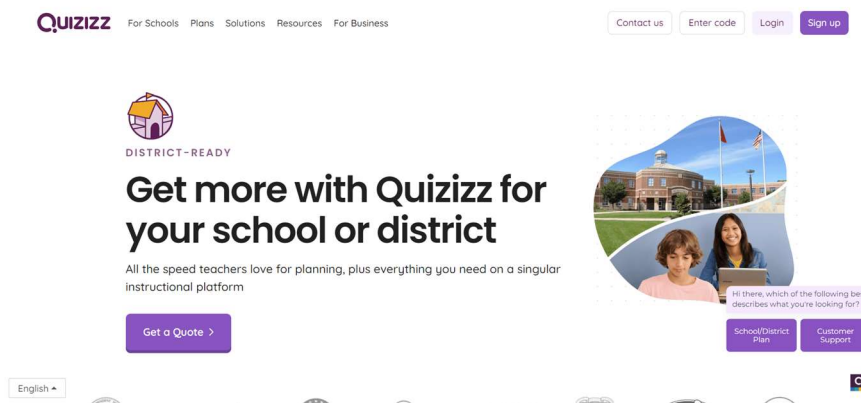 QUIZIZZ For Schools Plans Solutions Resources For Business Contact us Enter code Login Sign up
DISTRICT-READY
Get more with Quizizz for
your school or district
All the speed teachers love for planning, plus everything you need on a singular
instructional platform
Get a Quote
Hi there, which of the following
describes what you're looking for?
School/District
Plan
Customer
Support
English